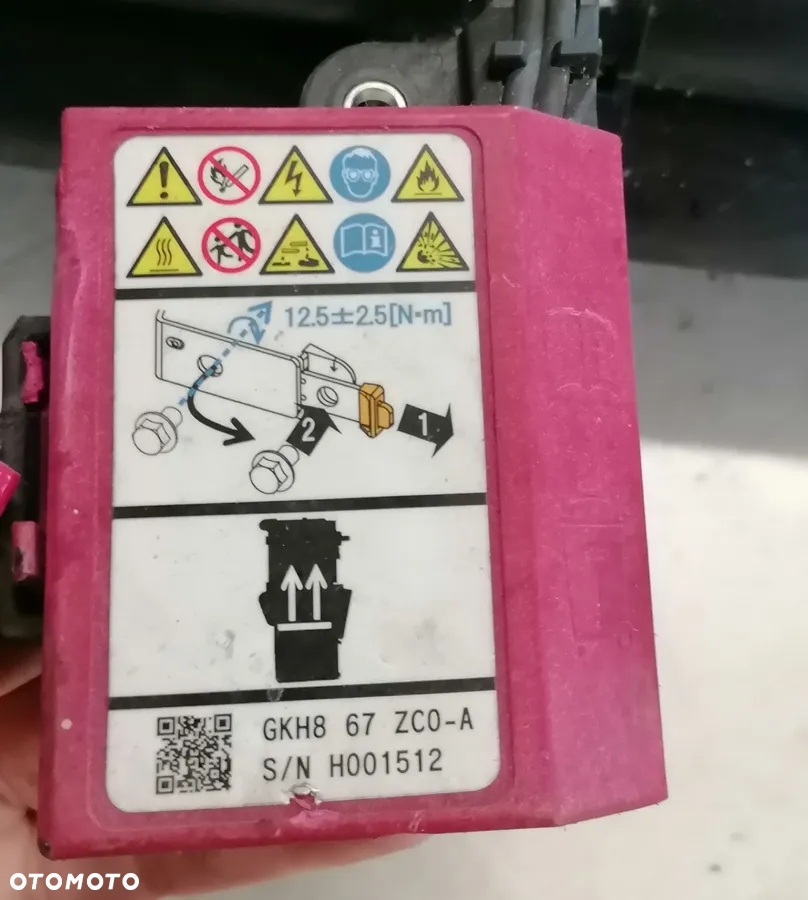 12.5±2.5[N·m]
1
2
GKH8 67 ZC0-A
S/N H001512
OTOMOTO